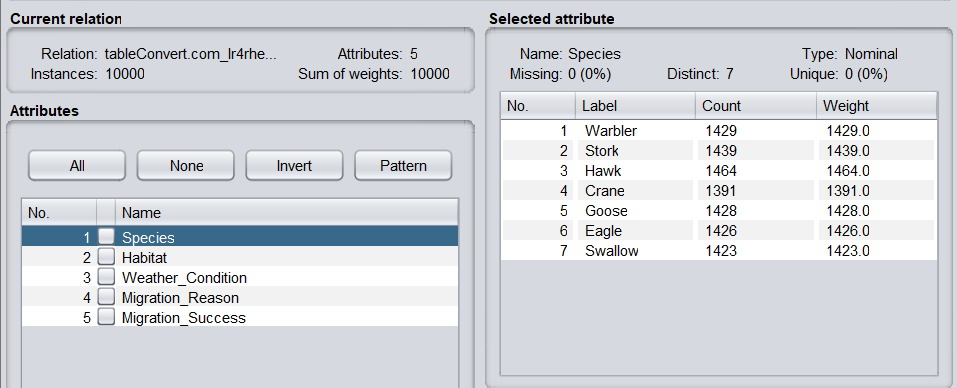 Current relation
Relation: tableConvert.com_lr4rhe... Attributes: 5
Instances: 10000 Sum of weights: 10000
Attributes
All None Invert Pattern
No. Name
1 Species
2 Habitat
3 Weather_Condition
4 Migration_Reason
5 Migration_Success
Selected attribute
Name: Species Type: Nominal
Missing: 0 (0%) Distinct: 7 Unique: 0 (0%)
No. Label Count Weight
1 Warbler 1429 1429.0
2 Stork 1439 1439.0
3 Hawk 1464 1464.0
4 Crane 1391 1391.0
5 Goose 1428 1428.0
6 Eagle 1426 1426.0
7 Swallow 1423 1423.0